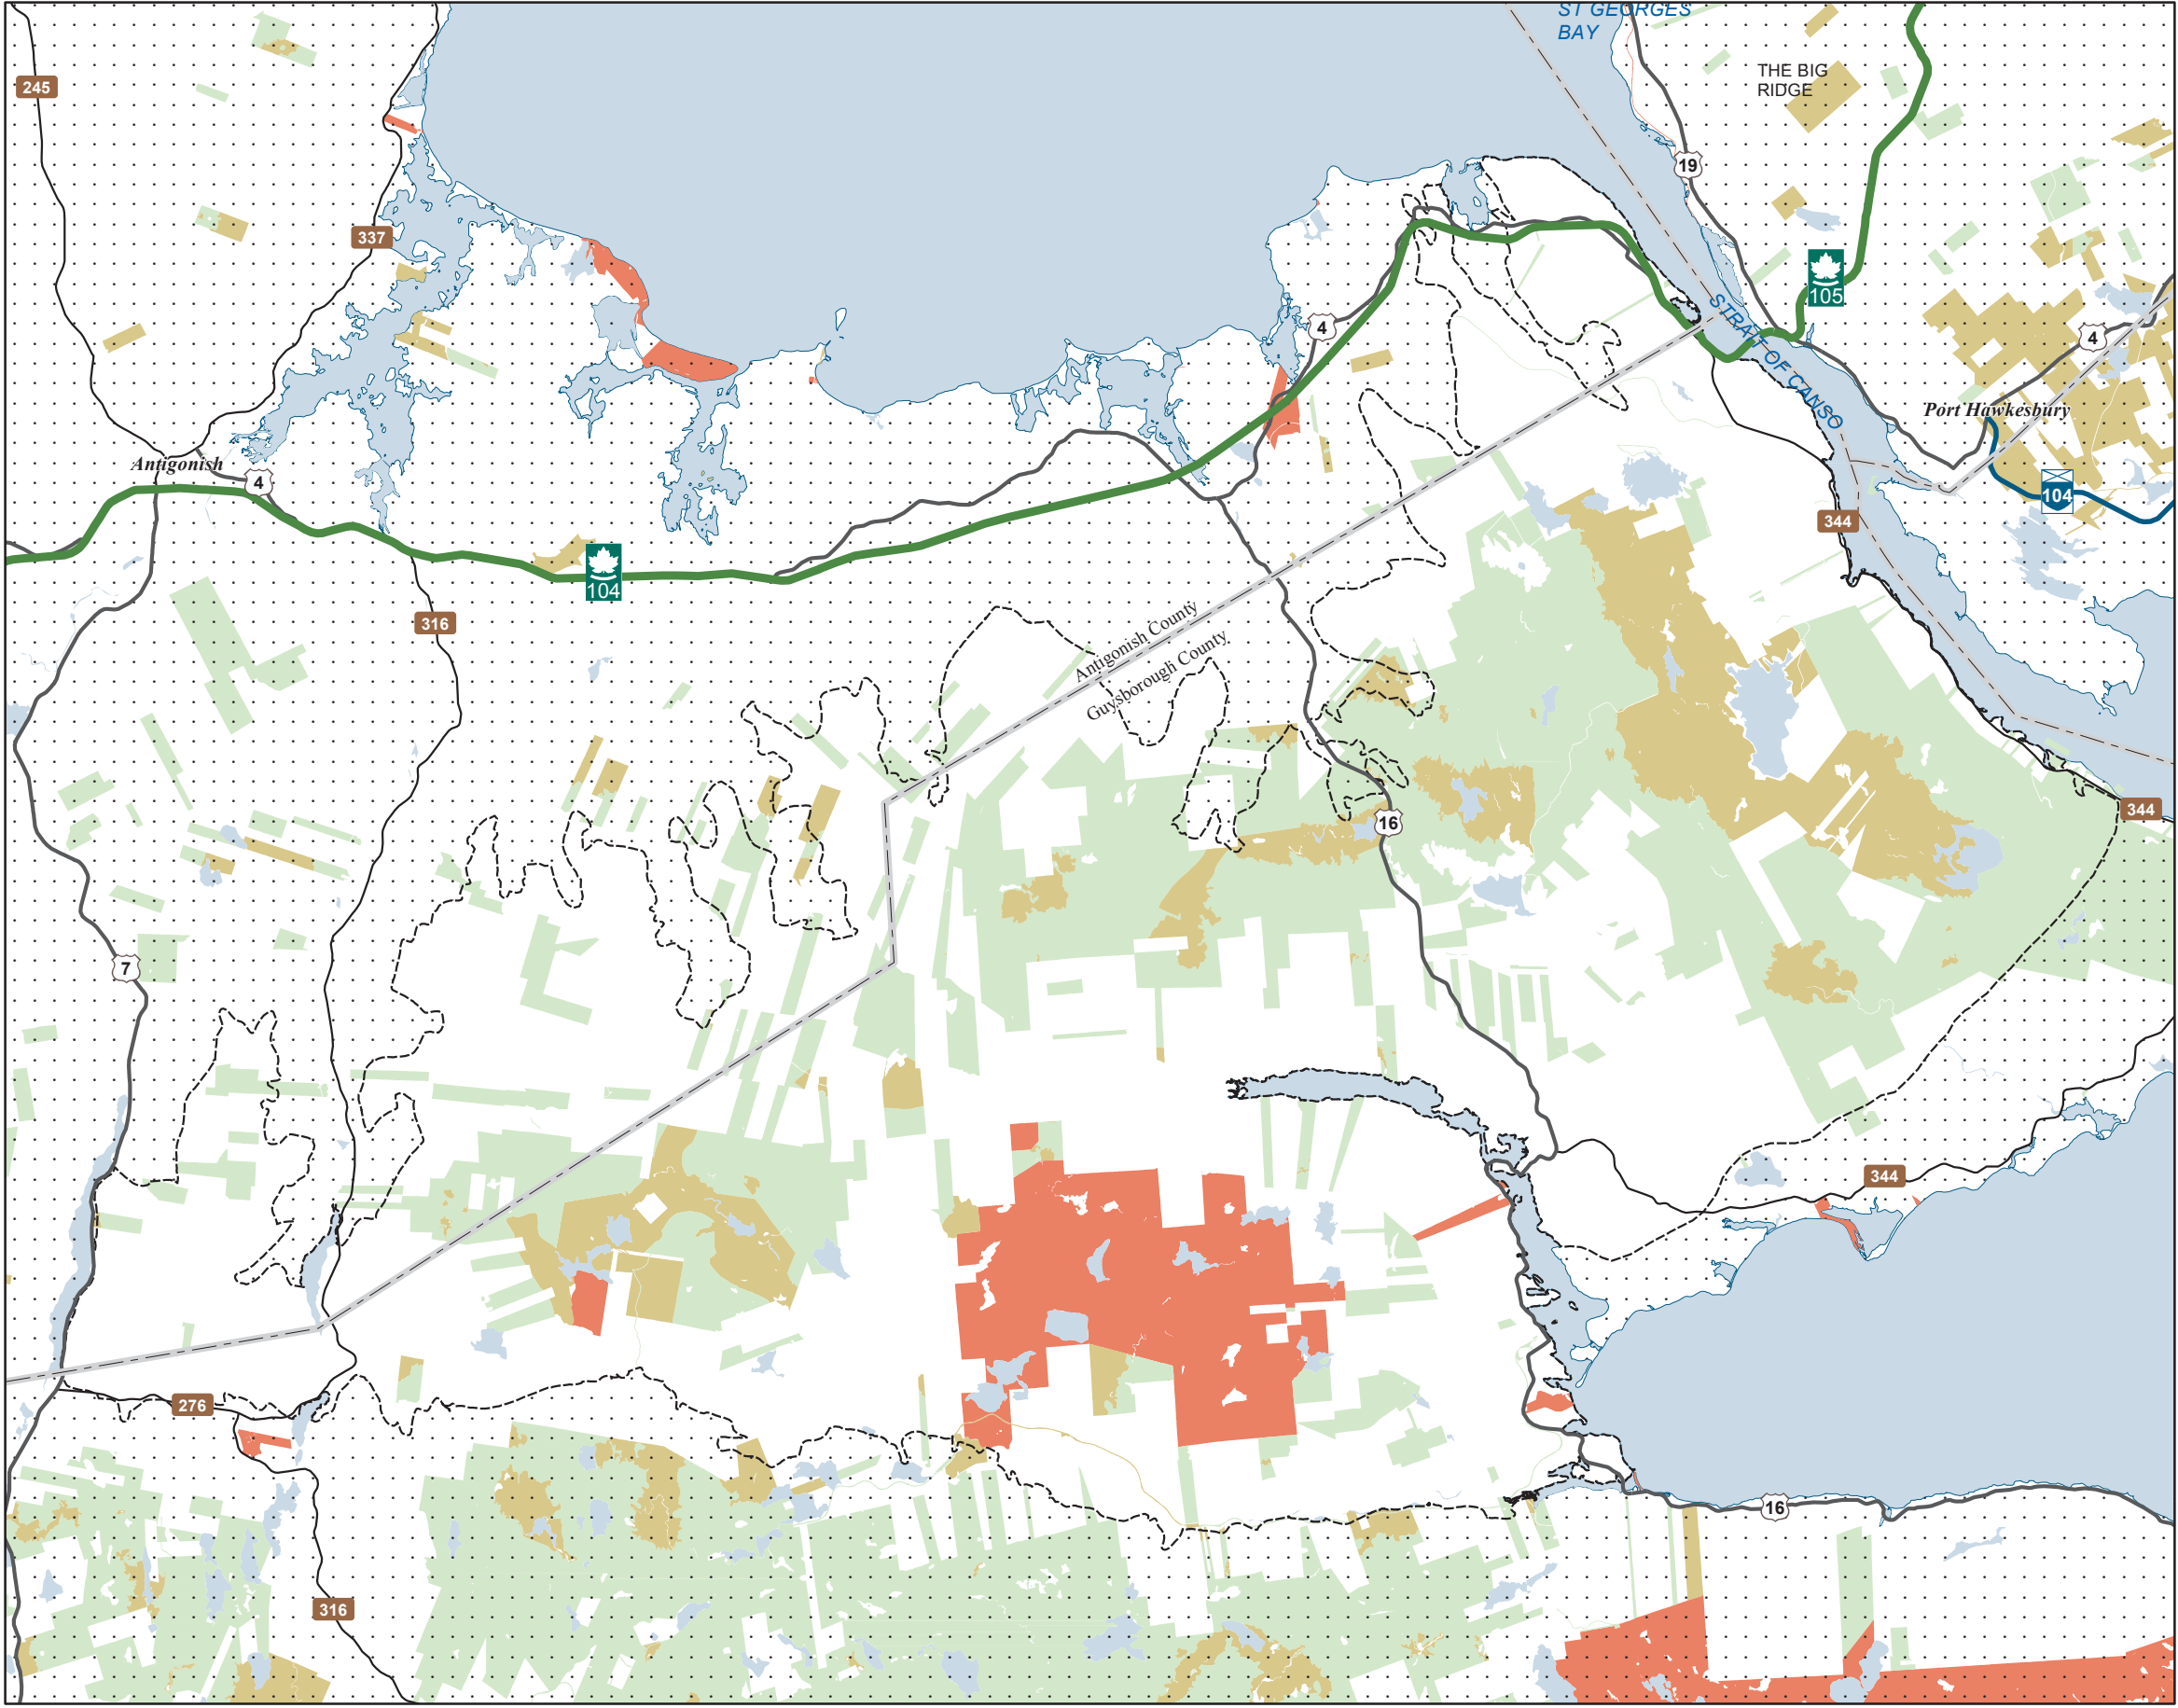 ST GEORGES
BAY
THE BIG
RIDGE
245
19
337
105
STRAIT OF CANSO
4
4
Port Hawkesbury
Antigonish
4
104
344
104
316
Antigonish County
Guysborough County
344
16
7
344
276
16
316